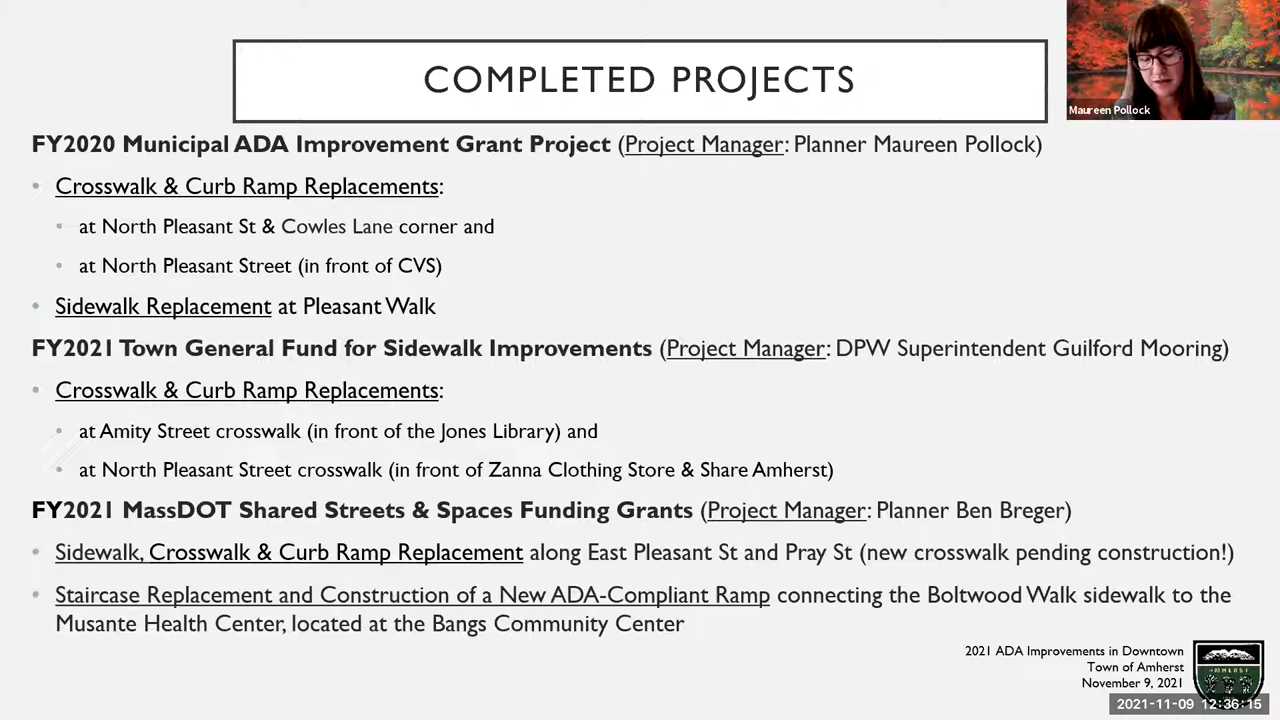 COMPLETED PROJECTS
Maureen Pollock
FY2020 Municipal ADA Improvement Grant Project (Project Manager: Planner Maureen Pollock)
Crosswalk & Curb Ramp Replacements:
at North Pleasant St & Cowles Lane corner and
at North Pleasant Street (in front of CVS)
Sidewalk Replacement at Pleasant Walk
FY2021 Town General Fund for Sidewalk Improvements (Project Manager: DPW Superintendent Guilford Mooring)
Crosswalk & Curb Ramp Replacements:
at Amity Street crosswalk (in front of the Jones Library) and
at North Pleasant Street crosswalk (in front of Zanna Clothing Store & Share Amherst)
FY2021 MassDOT Shared Streets & Spaces Funding Grants (Project Manager: Planner Ben Breger)
Sidewalk, Crosswalk & Curb Ramp Replacement along East Pleasant St and Pray St (new crosswalk pending construction!)
Staircase Replacement and Construction of a New ADA-Compliant Ramp connecting the Boltwood Walk sidewalk to the
Musante Health Center, located at the Bangs Community Center
2021 ADA Improvements in Downtown
Town of Amherst
November 9, 2021
AMHERST
2021-11-09 12:36:15